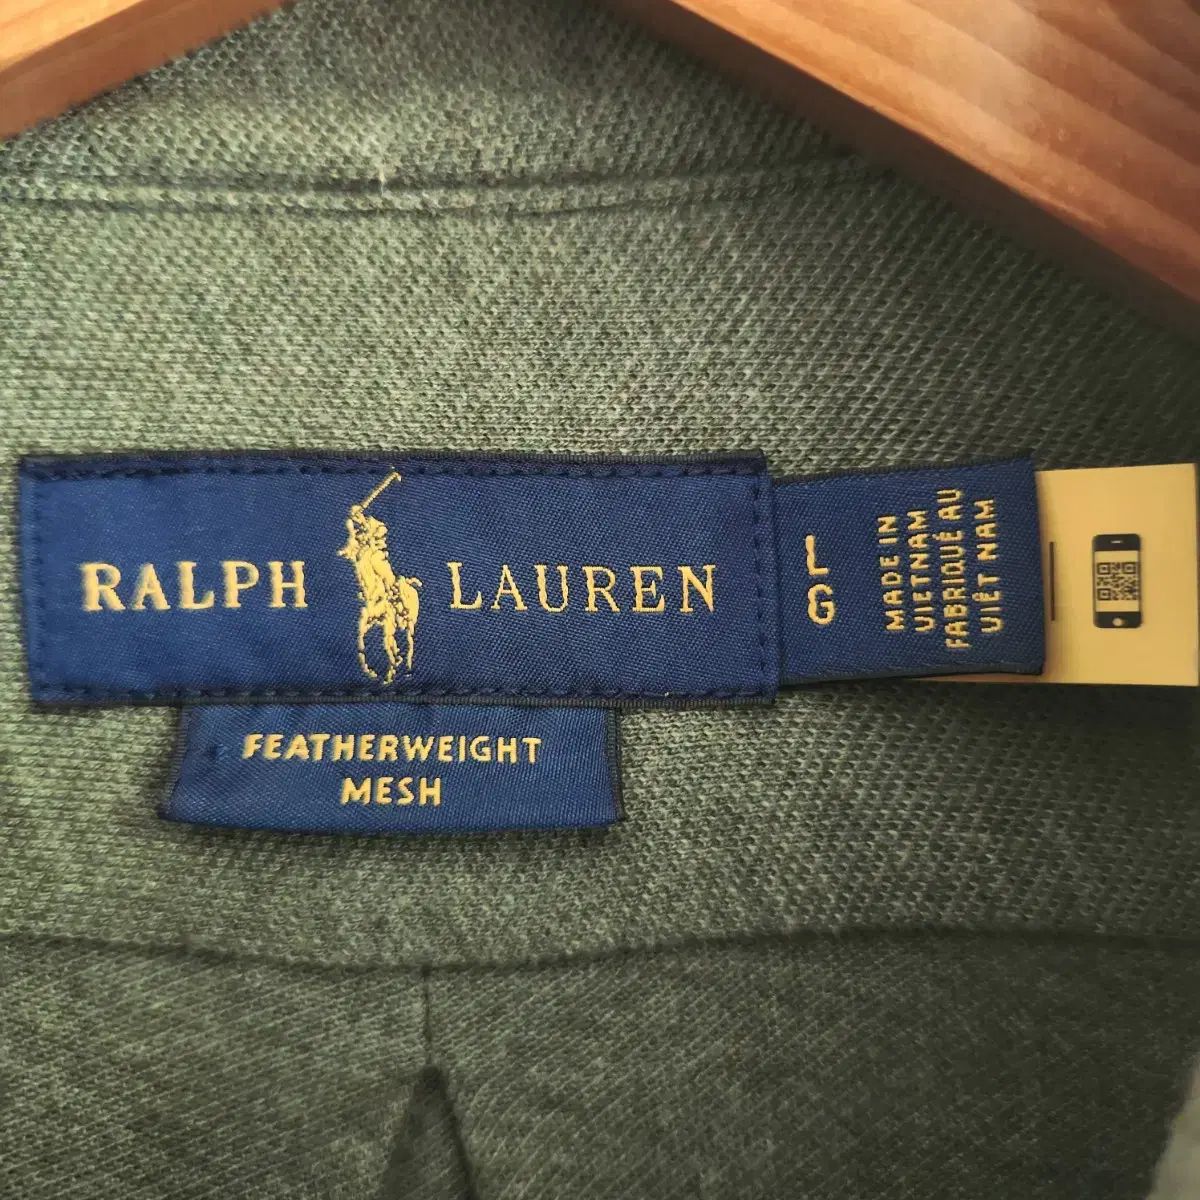 RALPH LAUREN
FEATHERWEIGHT
MESH
L
G
MADE IN
VIETNAM
FABRIQUÉ AU
VIÊT NAM